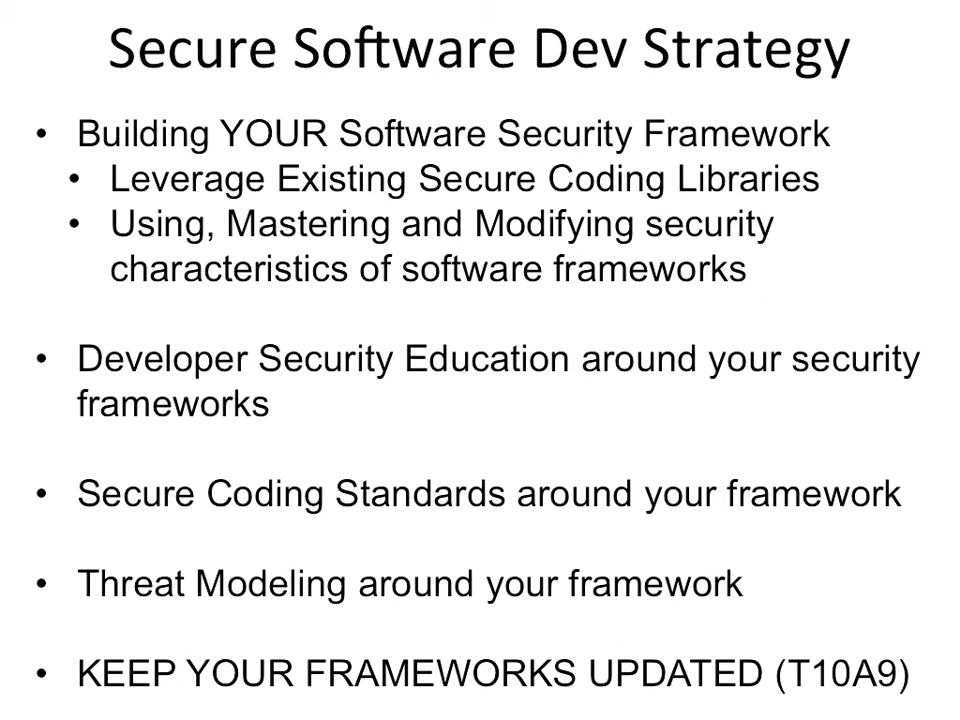 Secure Software Dev Strategy
• Building YOUR Software Security Framework
• Leverage Existing Secure Coding Libraries
• Using, Mastering and Modifying security
characteristics of software frameworks
• Developer Security Education around your security
frameworks
• Secure Coding Standards around your framework
• Threat Modeling around your framework
• KEEP YOUR FRAMEWORKS UPDATED (T10A9)